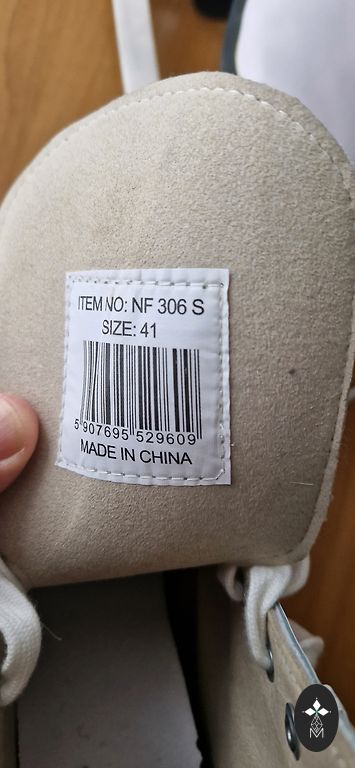 ITEM NO: NF 306 S
SIZE: 41
5 907695 529609
MADE IN CHINA
M